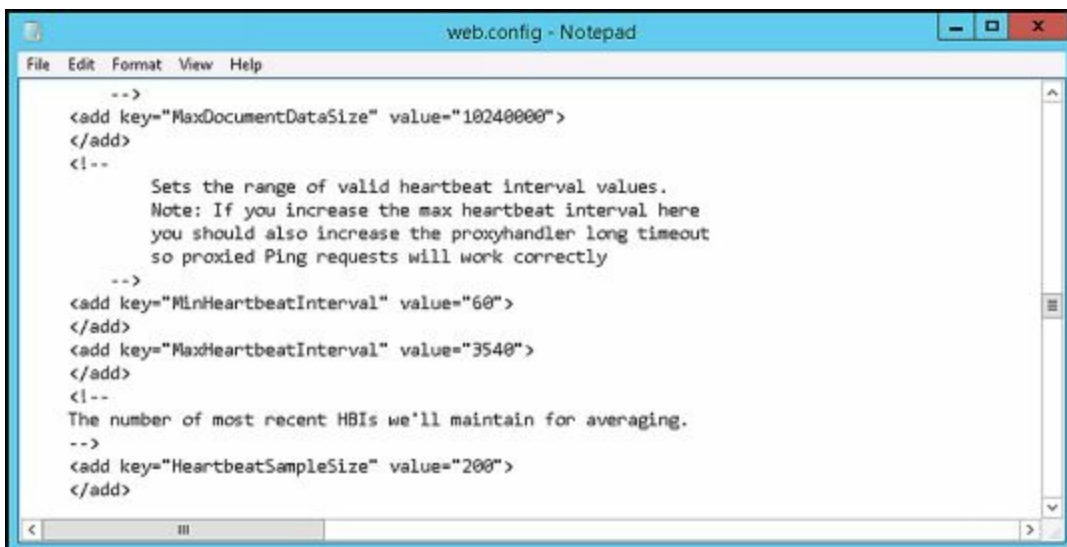 web.config - Notepad
File Edit Format View Help
-->
<add key="MaxDocumentDataSize" value="10240000">
</add>
<!--
Sets the range of valid heartbeat interval values.
Note: If you increase the max heartbeat interval here
you should also increase the proxyhandler long timeout
so proxied Ping requests will work correctly
-->
<add key="MinHeartbeatInterval" value="60">
</add>
<add key="MaxHeartbeatInterval" value="3540">
</add>
<!--
The number of most recent HBIs we'll maintain for averaging.
-->
<add key="HeartbeatSampleSize" value="200">
</add>